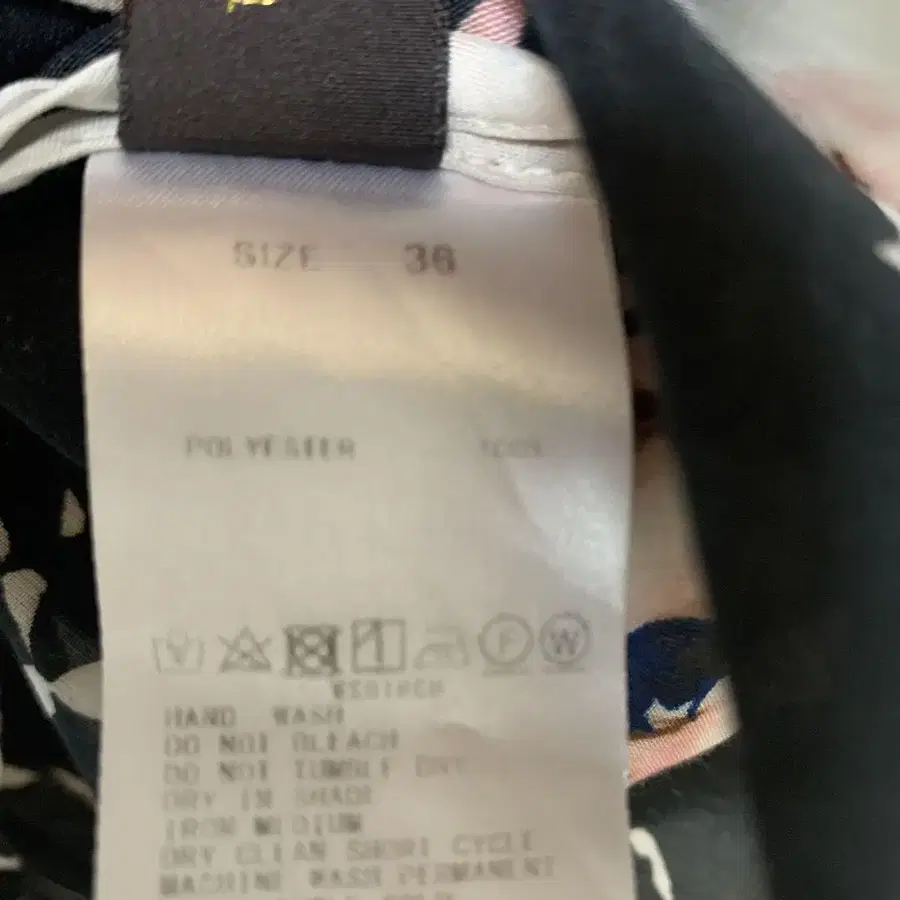 SIZE 36
POLYESTER 100%
F W
HAND WASH
DO NOT BLEACH
DO NOT TUMBLE DRY
DRY IN SHADE
IRON MEDIUM
DRY CLEAN SHORT CYCLE
MACHINE WASH PERMANENT